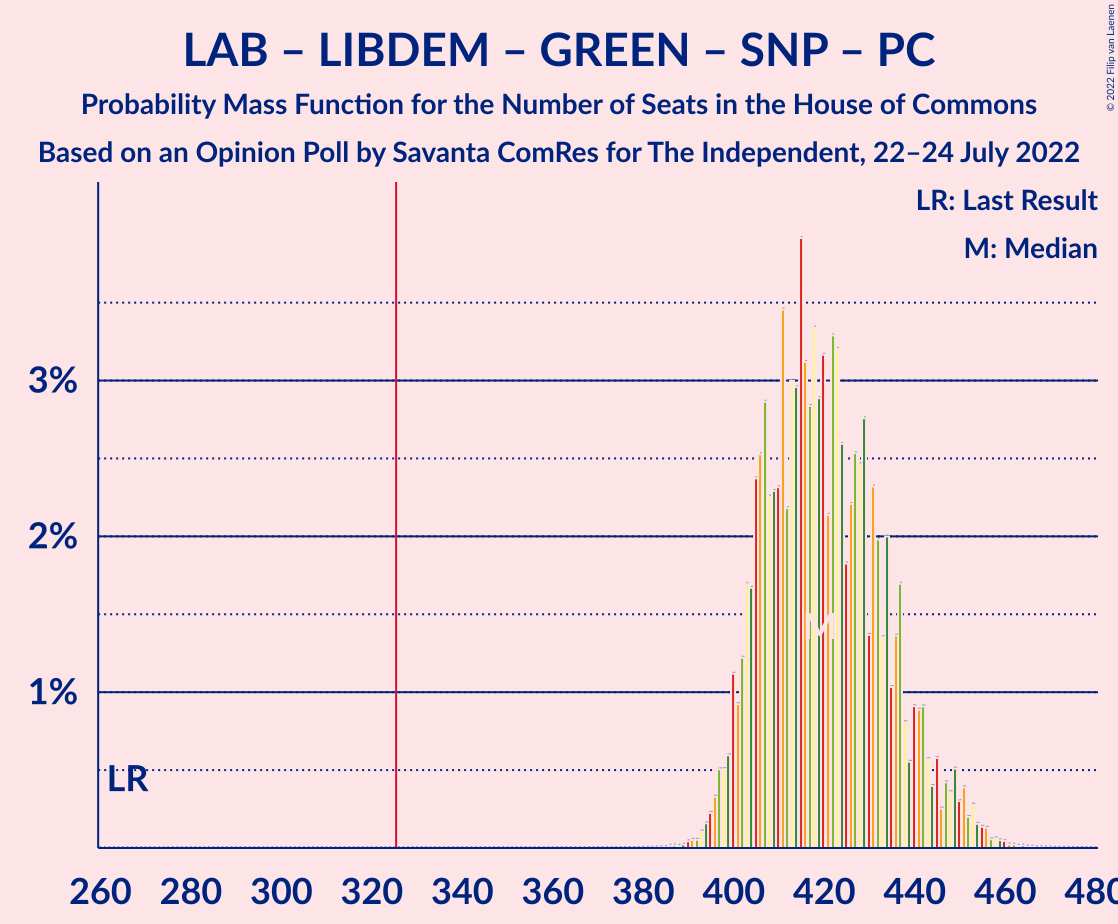 LAB – LIBDEM – GREEN – SNP – PC
Probability Mass Function for the Number of Seats in the House of Commons
Based on an Opinion Poll by Savanta ComRes for The Independent, 22–24 July 2022
© 2022 Filip van Laenen
LR: Last Result
M: Median
3%
2%
1%
LR
M
260 280 300 320 340 360 380 400 420 440 460 480